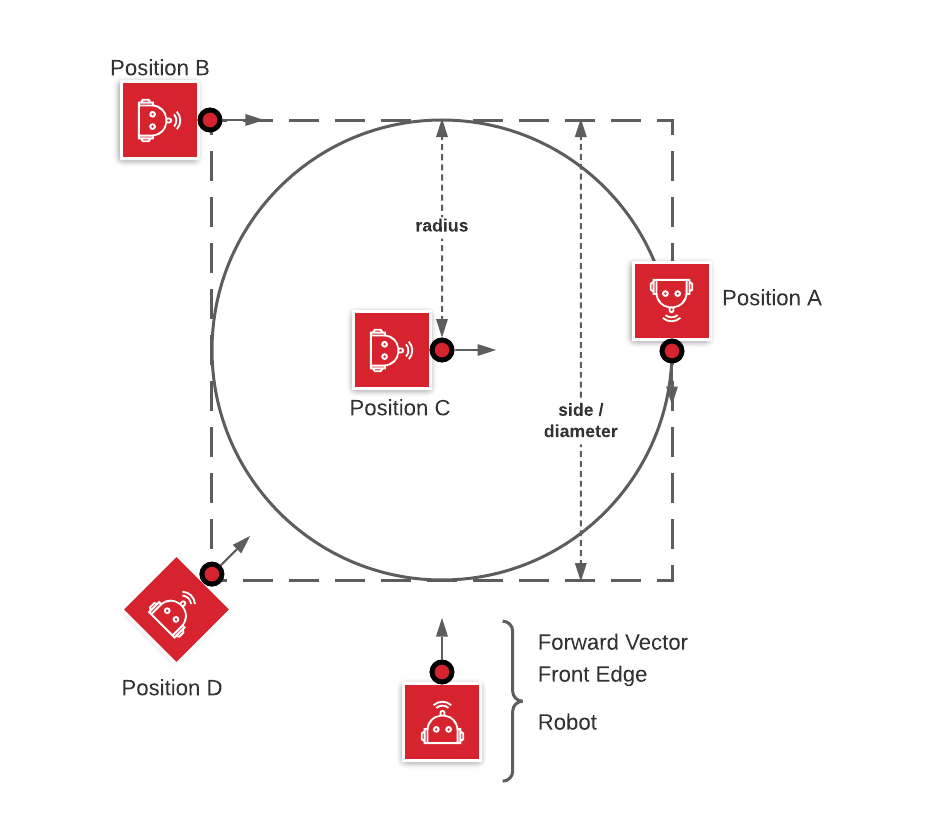 Position B
radius
Position A
Position C
side /
diameter
Position D
Forward Vector
Front Edge
Robot